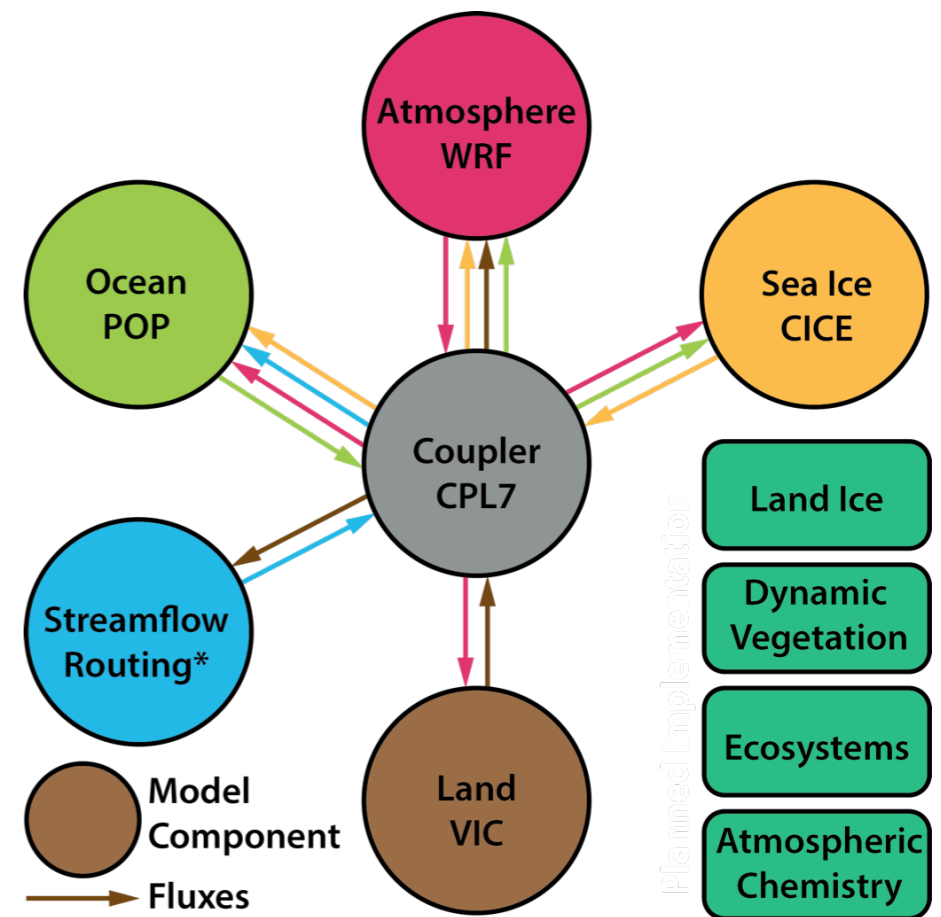 Atmosphere
WRF
Ocean
POP
Sea Ice
CICE
Coupler
CPL7
Streamflow
Routing*
Land
VIC
Model
Component
Fluxes
Planned Implementation
Land Ice
Dynamic
Vegetation
Ecosystems
Atmospheric
Chemistry